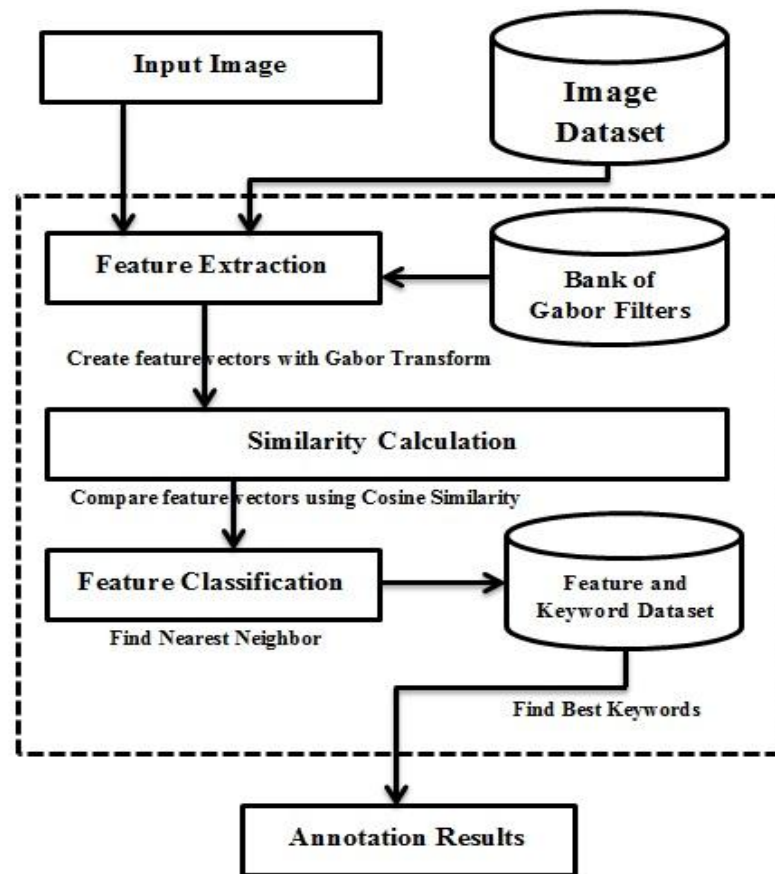 Input Image
Image
Dataset
Feature Extraction
Bank of
Gabor Filters
Create feature vectors with Gabor Transform
Similarity Calculation
Compare feature vectors using Cosine Similarity
Feature Classification
Feature and
Keyword Dataset
Find Nearest Neighbor
Find Best Keywords
Annotation Results